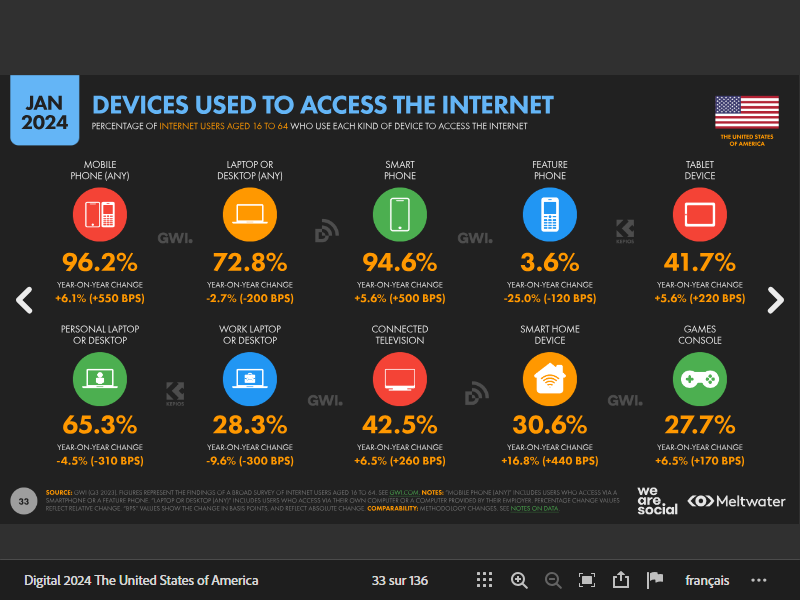 JAN
2024
DEVICES USED TO ACCESS THE INTERNET
PERCENTAGE OF INTERNET USERS AGED 16 TO 64 WHO USE EACH KIND OF DEVICE TO ACCESS THE INTERNET
THE UNITED STATES
OF AMERICA
MOBILE
PHONE (ANY)
96.2%
YEAR-ON-YEAR CHANGE
+6.1% (+550 BPS)
LAPTOP OR
DESKTOP (ANY)
72.8%
YEAR-ON-YEAR CHANGE
-2.7% (-200 BPS)
SMART
PHONE
94.6%
YEAR-ON-YEAR CHANGE
+5.6% (+500 BPS)
FEATURE
PHONE
3.6%
YEAR-ON-YEAR CHANGE
-25.0% (-120 BPS)
TABLET
DEVICE
41.7%
YEAR-ON-YEAR CHANGE
+5.6% (+220 BPS)
GWI.
GWI.
KEPIOS
PERSONAL LAPTOP
OR DESKTOP
65.3%
YEAR-ON-YEAR CHANGE
-4.5% (-310 BPS)
WORK LAPTOP
OR DESKTOP
28.3%
YEAR-ON-YEAR CHANGE
-9.6% (-300 BPS)
CONNECTED
TELEVISION
42.5%
YEAR-ON-YEAR CHANGE
+6.5% (+260 BPS)
SMART HOME
DEVICE
30.6%
YEAR-ON-YEAR CHANGE
+16.8% (+440 BPS)
GAMES
CONSOLE
27.7%
YEAR-ON-YEAR CHANGE
+6.5% (+170 BPS)
KEPIOS
GWI.
GWI.
33
SOURCE: GWI (Q3 2023). FIGURES REPRESENT THE FINDINGS OF A BROAD SURVEY OF INTERNET USERS AGED 16 TO 64. SEE GWI.COM. NOTES: "MOBILE PHONE (ANY)" INCLUDES USERS WHO ACCESS VIA A
SMARTPHONE OR A FEATURE PHONE. "LAPTOP OR DESKTOP (ANY)" INCLUDES USERS WHO ACCESS VIA THEIR OWN COMPUTER OR A COMPUTER PROVIDED BY THEIR EMPLOYER. PERCENTAGE CHANGE VALUES
REFLECT RELATIVE CHANGE. "BPS" VALUES SHOW THE CHANGE IN BASIS POINTS, AND REFLECT ABSOLUTE CHANGE. COMPARABILITY: METHODOLOGY CHANGES. SEE NOTES ON DATA.
we
are.
social
Meltwater
Digital 2024 The United States of America
33 sur 136
français